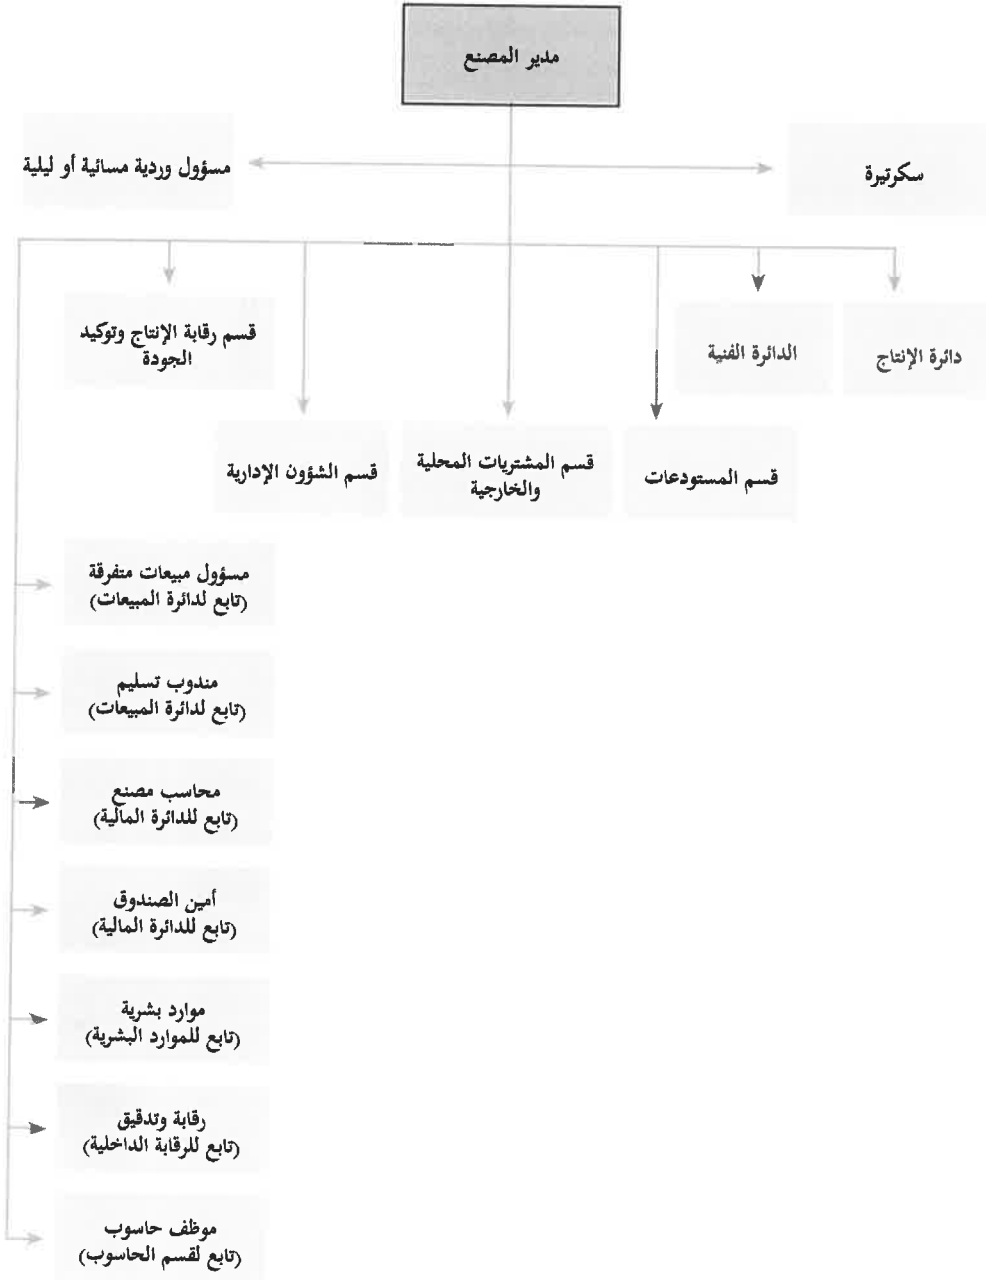 مدير المصنع
سكرتيرة
مسؤول وردية مسائية أو ليلية
دائرة الإنتاج
الدائرة الفنية
قسم رقابة الإنتاج وتوكيد
الجودة
قسم المستودعات
قسم المشتريات المحلية
والخارجية
قسم الشؤون الإدارية
مسؤول مبيعات متفرقة
(تابع لدائرة المبيعات)
مندوب تسليم
(تابع لدائرة المبيعات)
محاسب مصنع
(تابع للدائرة المالية)
أمين الصندوق
(تابع للدائرة المالية)
موارد بشرية
(تابع للموارد البشرية)
رقابة وتدقيق
(تابع للرقابة الداخلية)
موظف حاسوب
(تابع لقسم الحاسوب)